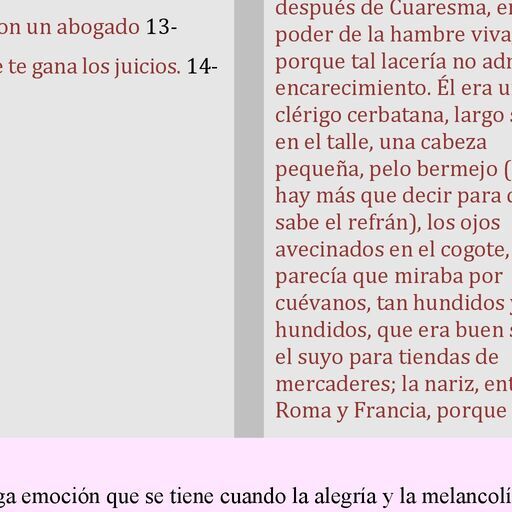 on un abogado 13-
te gana los juicios. 14-
después de Cuaresma, en
poder de la hambre viva
porque tal lacería no
encarecimiento. Él era
clérigo cerbatana, largo
en el talle, una cabeza
pequeña, pelo bermejo (
hay más que decir para
sabe el refrán), los ojos
avecinados en el cogote,
parecía que miraba por
cuévanos, tan hundidos
hundidos, que era buen
el suyo para tiendas de
mercaderes; la nariz,
Roma y Francia, porque
emoción que se tiene cuando la alegría y la